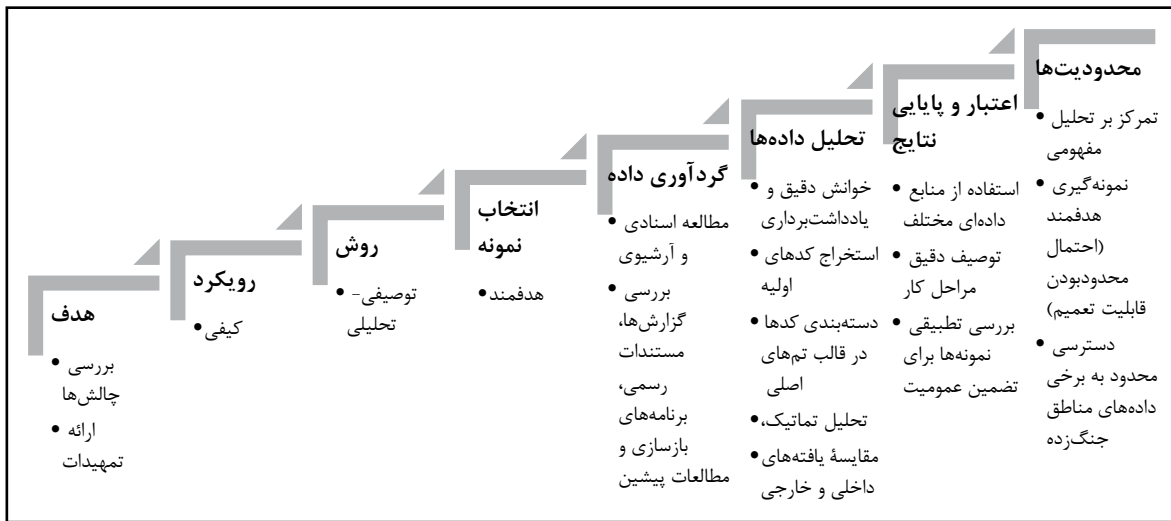 هدف
• بررسی
چالش‌ها
• ارائه
تمهیدات
رویکرد
• کیفی
روش
• توصیفی-
تحلیلی
انتخاب
نمونه
• هدفمند
گردآوری داده
مطالعه اسنادی
و آرشیوی
• بررسی
گزارش‌ها،
مستندات
رسمی،
برنامه‌های
بازسازی و
مطالعات پیشین
تحلیل داده‌ها
• خوانش دقیق و
یادداشت‌برداری
• استخراج کدهای
اولیه
• دسته‌بندی کدها
در قالب تم‌های
اصلی
• تحلیل تماتیک،
• مقایسهٔ یافته‌های
داخلی و خارجی
اعتبار و پایایی
نتایج
• استفاده از منابع
داده‌ای مختلف
• توصیف دقیق
مراحل کار
• بررسی تطبیقی
نمونه‌ها برای
تضمین عمومیت
محدودیت‌ها
• تمرکز بر تحلیل
مفهومی
• نمونه‌گیری
هدفمند
(احتمال
محدودبودن
قابلیت تعمیم)
• دسترسی
محدود به برخی
داده‌های مناطق
جنگ‌زده